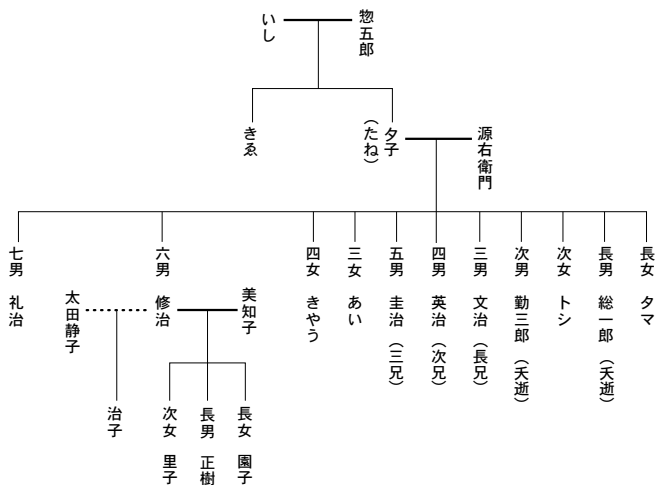 惣五郎
いし
源右衛門
夕子
(たね)
きゑ
長女 タマ
長男 総一郎 (夭逝)
次女 トシ
次男 勤三郎 (夭逝)
三男 文治 (長兄)
四男 英治 (次兄)
五男 圭治 (三兄)
三女 あい
四女 きやう
六男 修治
七男 礼治
美知子
太田静子
長女 園子
長男 正樹
次女 里子
治子